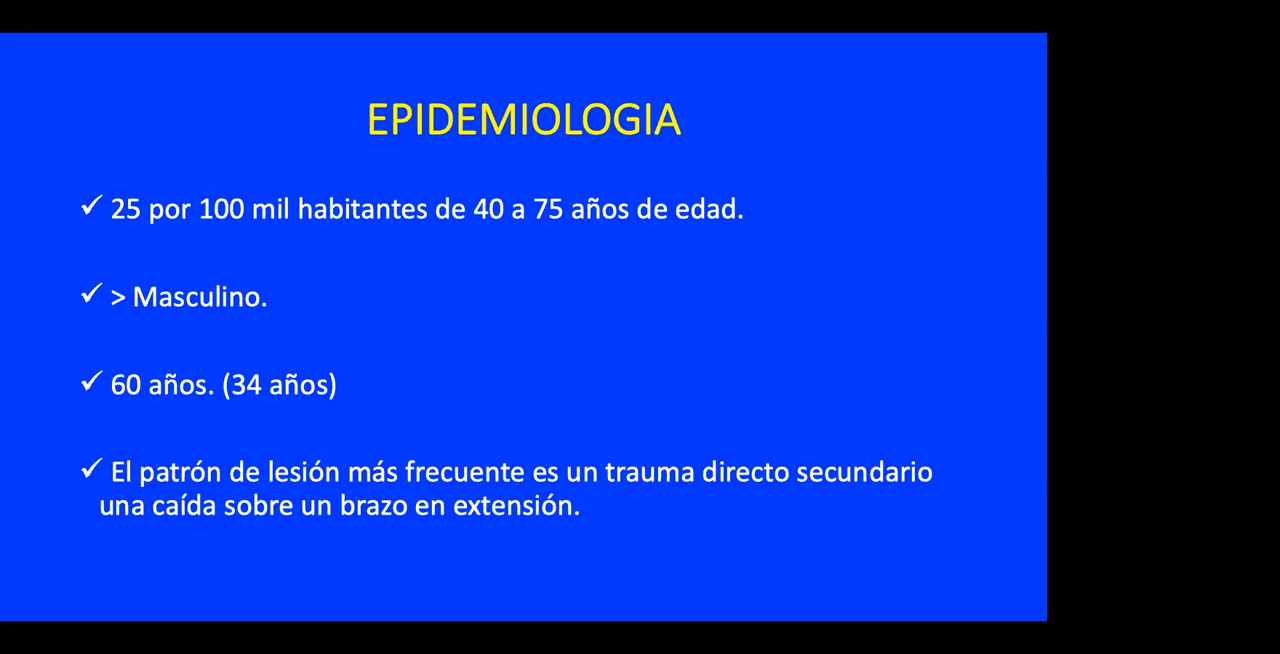 EPIDEMIOLOGIA
✓ 25 por 100 mil habitantes de 40 a 75 años de edad.
✓ > Masculino.
✓ 60 años. (34 años)
✓ El patrón de lesión más frecuente es un trauma directo secundario
una caída sobre un brazo en extensión.